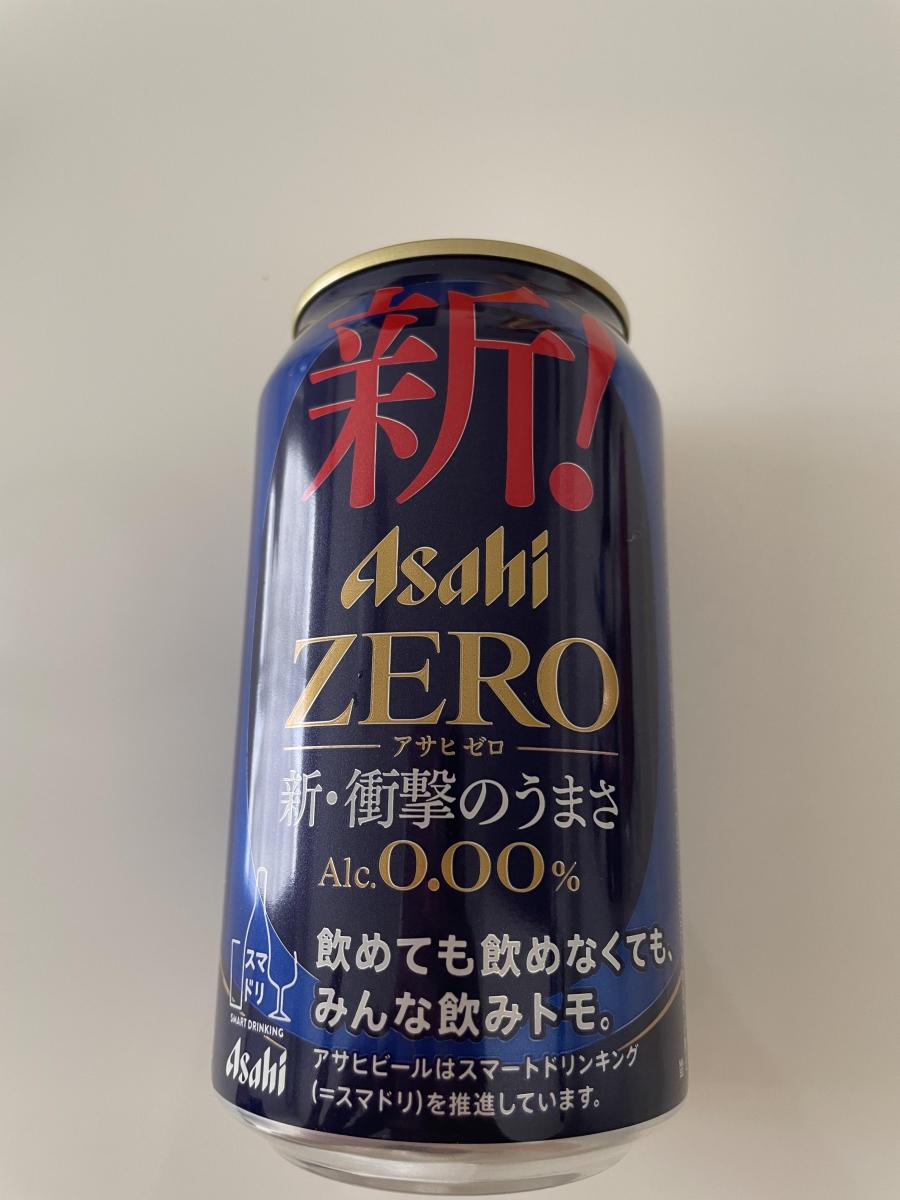 新!
Asahi
ZERO
アサヒ ゼロ
新・衝撃のうまさ
Alc.0.00%
飲めても飲めなくても、
みんな飲みトモ。
アサヒビールはスマートドリンキング
(=スマドリ)を推進しています。
スマ
ドリ
SMART DRINKING
Asahi